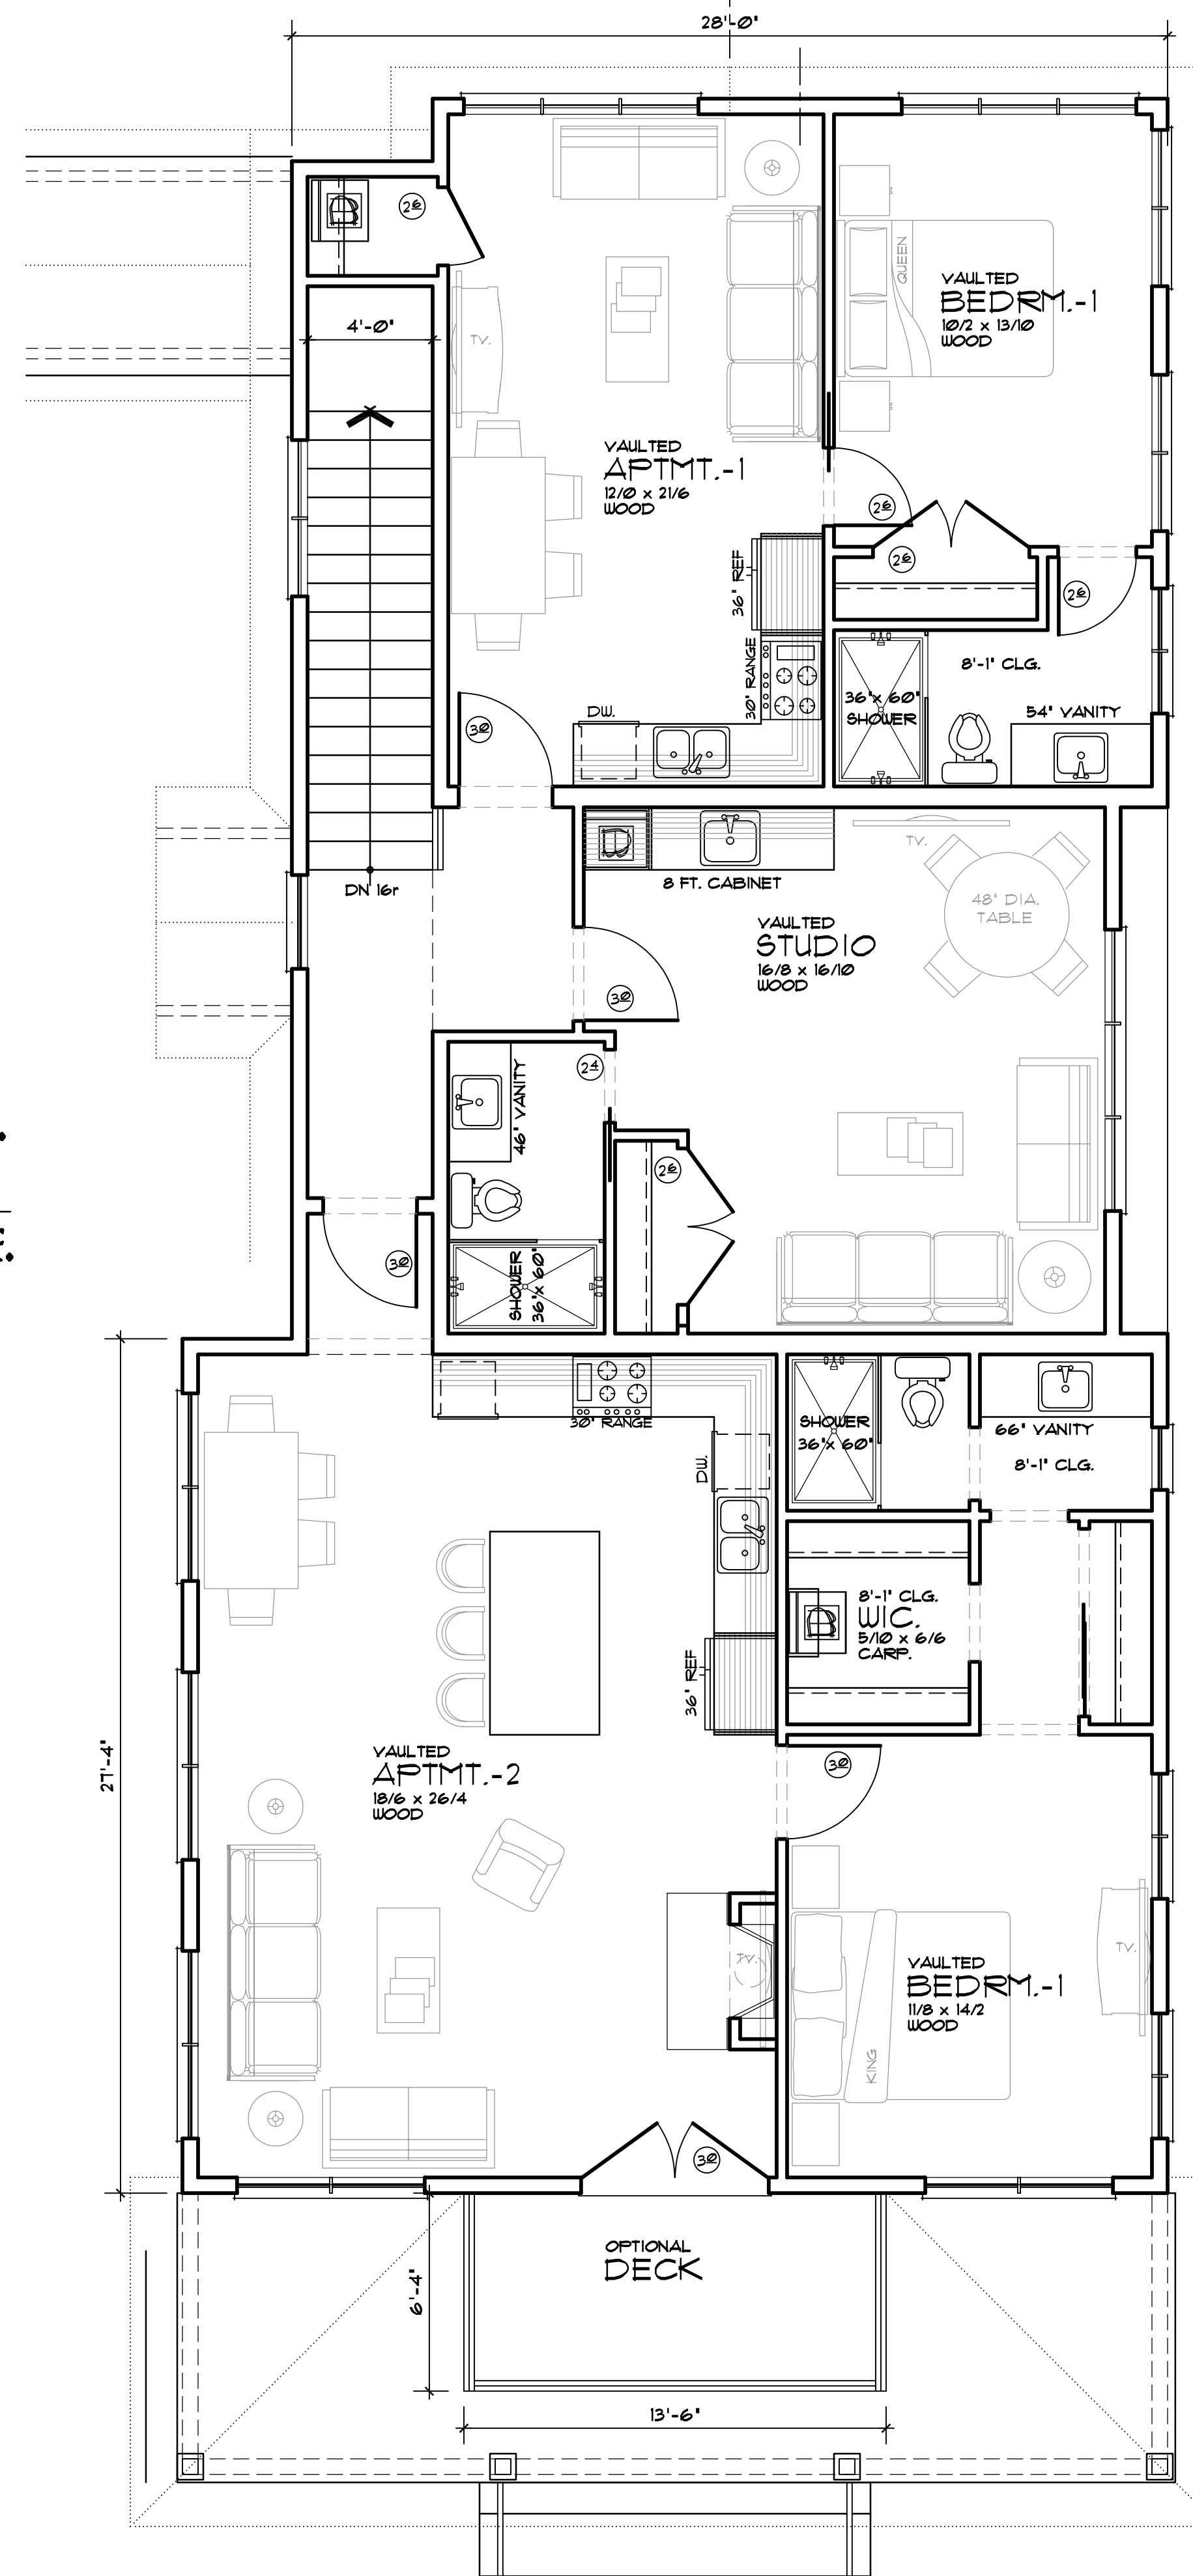 28'-0"
26
VAULTED
BEDRM.-1
10/2 x 13/10
WOOD
QUEEN
4'-0"
TV.
VAULTED
APTMT.-1
12/0 x 21/6
WOOD
26
26
36" REF
26
30" RANGE
8'-1" CLG.
36"x 60"
SHOWER
54" VANITY
DW.
30
TV.
DN 16r
8 FT. CABINET
48" DIA.
TABLE
VAULTED
STUDIO
16/8 x 16/10
WOOD
30
24
46" VANITY
26
SHOWER
36"x 60"
30
30" RANGE
SHOWER
36"x 60"
66" VANITY
8'-1" CLG.
DW.
8'-1" CLG.
WIC.
5/10 x 6/6
CARP.
36" REF
27'-4"
VAULTED
APTMT.-2
18/6 x 26/4
WOOD
30
TV.
VAULTED
BEDRM.-1
11/8 x 14/2
WOOD
TV.
KING
30
OPTIONAL
DECK
6'-4"
13'-6"